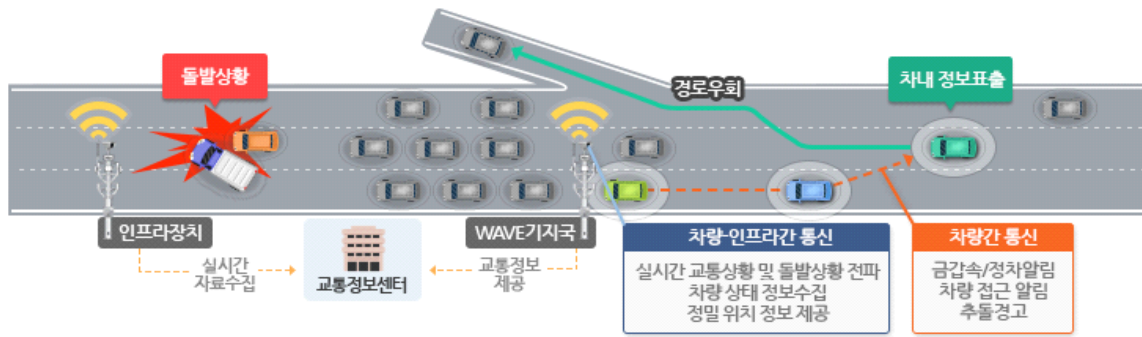 돌발상황
경로우회
차내 정보표출
인프라장치
WAVE기지국
실시간
자료수집
교통정보센터
교통정보
제공
차량-인프라간 통신
실시간 교통상황 및 돌발상황 전파
차량 상태 정보수집
정밀 위치 정보 제공
차량간 통신
금갑속/정차알림
차량 접근 알림
추돌경고